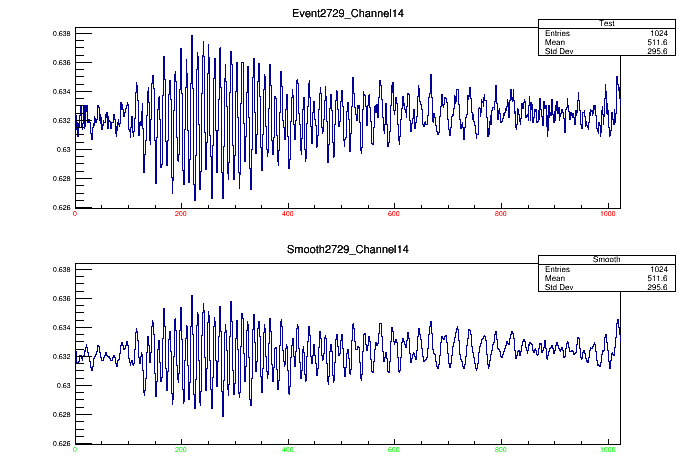 Event2729_Channel14
Test
Entries 1024
Mean 511.6
Std Dev 295.6
0.638
0.636
0.634
0.632
0.63
0.628
0.626
0 200 400 600 800 1000
Smooth2729_Channel14
Smooth
Entries 1024
Mean 511.6
Std Dev 295.6
0.638
0.636
0.634
0.632
0.63
0.628
0.626
0 200 400 600 800 1000